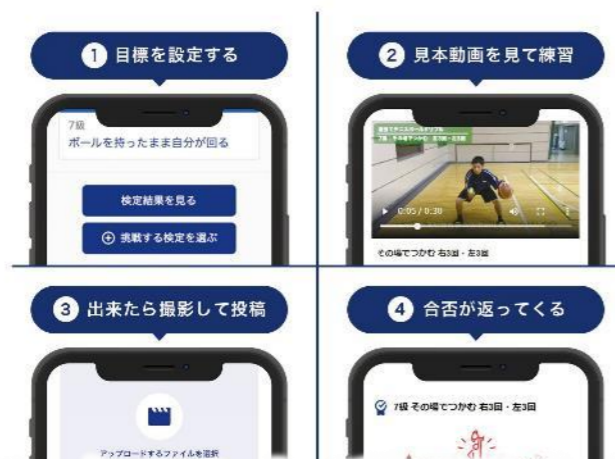 1 目標を設定する
7級
ボールを持ったまま自分が回る
検定結果を見る
挑戦する検定を選ぶ
2 見本動画を見て練習
0:05 / 0:30
その場でつかむ 右3回・左3回
3 出来たら撮影して投稿
アップロードするファイルを選択
4 合否が返ってくる
7級 その場でつかむ 右3回・左3回